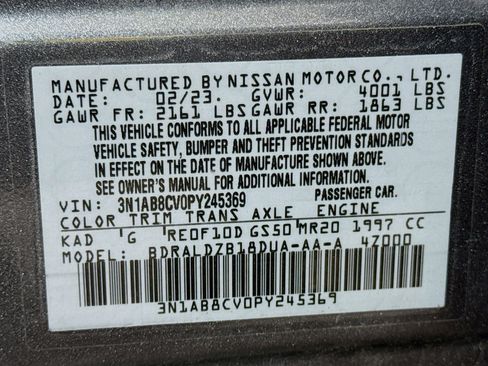 MANUFACTURED BY NISSAN MOTOR CO., LTD.
DATE: 02/23. GVWR: 4001 LBS
GAWR FR: 2161 LBS GAWR RR: 1863 LBS
THIS VEHICLE CONFORMS TO ALL APPLICABLE FEDERAL MOTOR
VEHICLE SAFETY, BUMPER AND THEFT PREVENTION STANDARDS
IN EFFECT ON THE DATE OF MANUFACTURE SHOWN ABOVE.
SEE OWNER'S MANUAL FOR ADDITIONAL INFORMATION.
VIN: 3N1AB8CV0PY245369 PASSENGER CAR.
COLOR TRIM TRANS AXLE ENGINE
KAD G RE0F10D GS50 MR20 1997 CC
MODEL: BDRALDZB18DUA-AA-A 4Z000
3N1AB8CV0PY245369